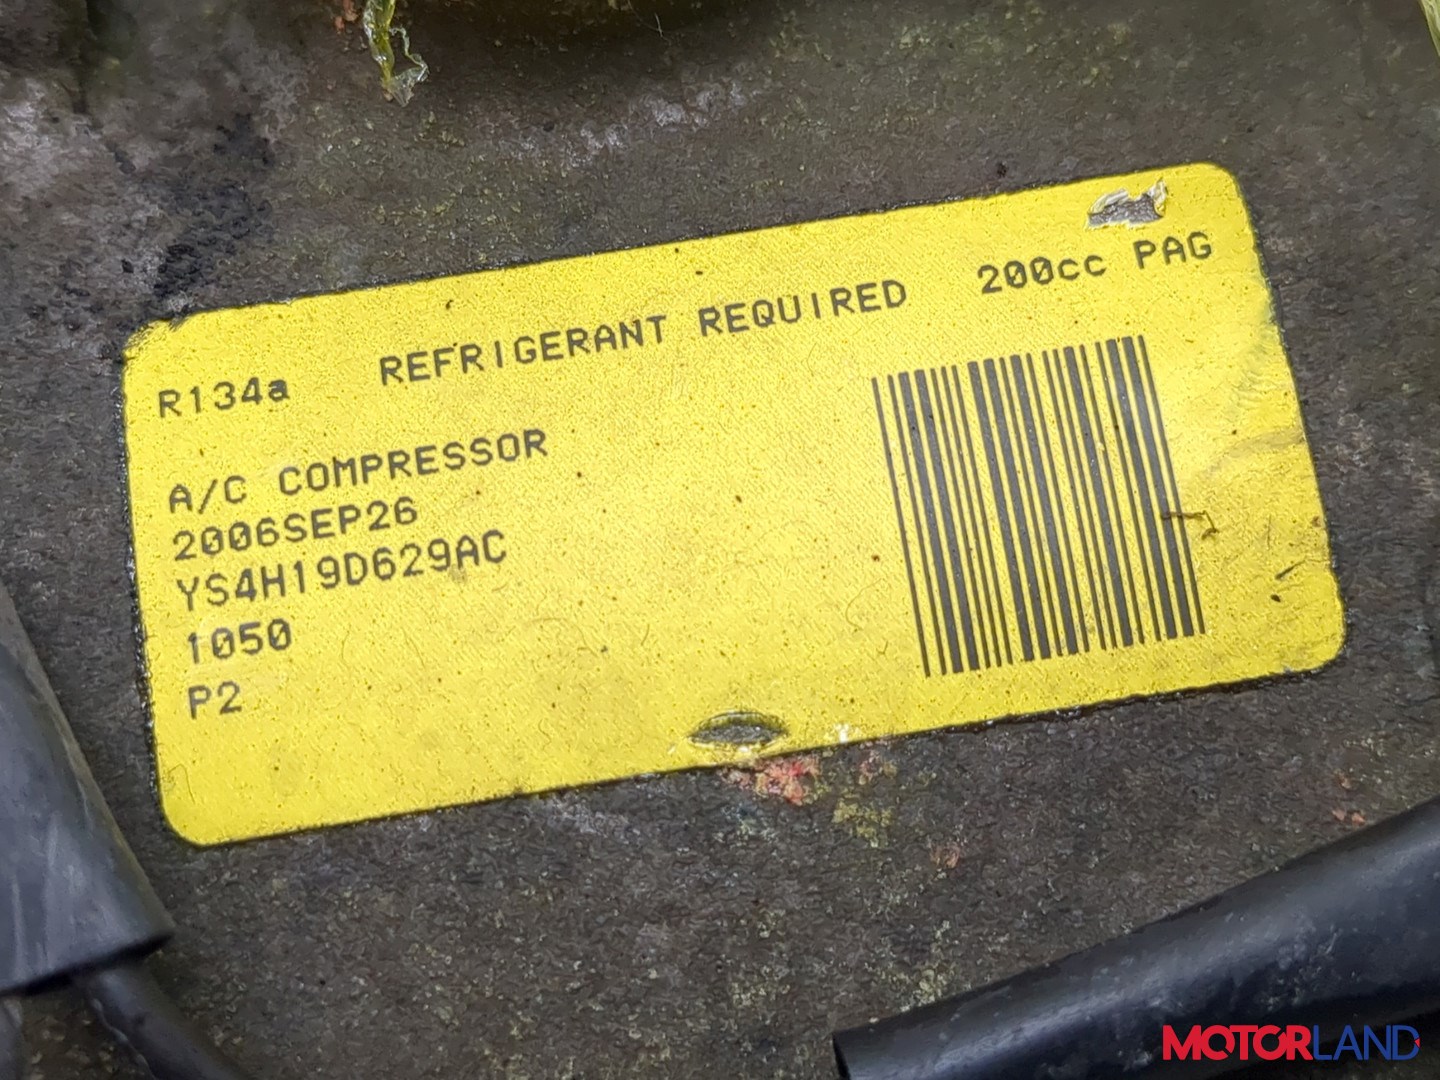 R134a REFRIGERANT REQUIRED 200cc PAG
A/C COMPRESSOR
2006SEP26
YS4H19D629AC
1050
P2
MOTORLAND